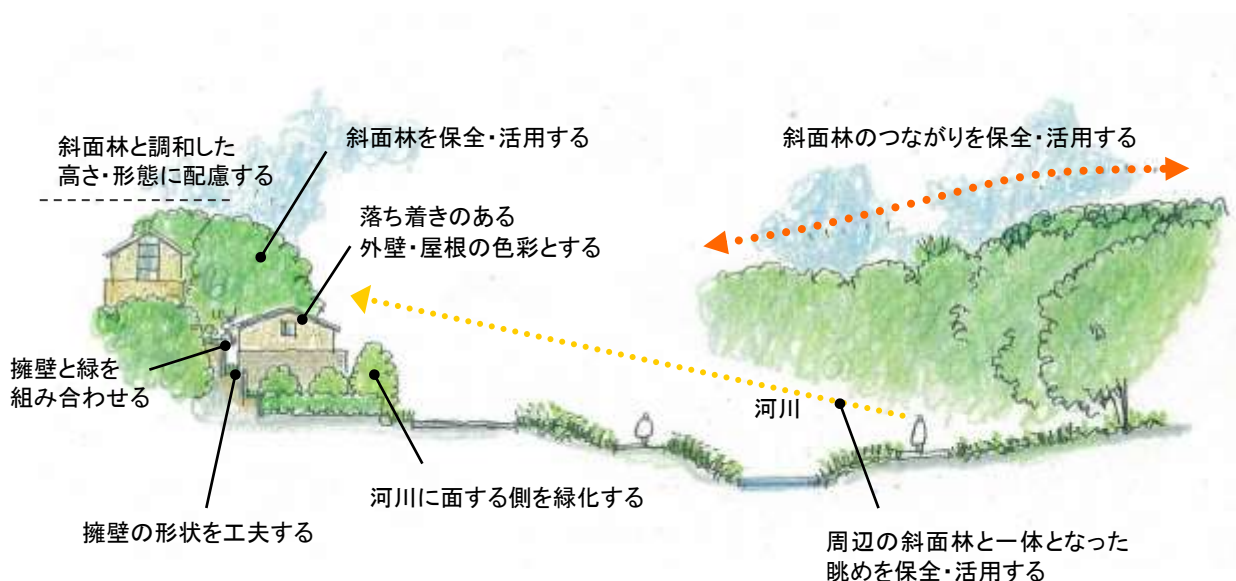 斜面林と調和した
高さ・形態に配慮する
斜面林を保全・活用する
斜面林のつながりを保全・活用する
落ち着きのある
外壁・屋根の色彩とする
擁壁と緑を
組み合わせる
河川
河川に面する側を緑化する
擁壁の形状を工夫する
周辺の斜面林と一体となった
眺めを保全・活用する